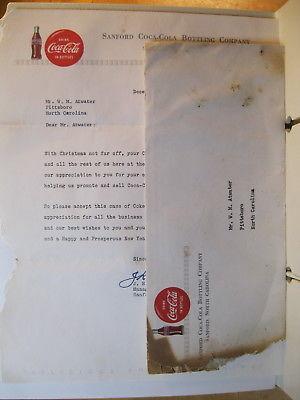 DRINK
Coca-Cola
IN BOTTLES
SANFORD COCA-COLA BOTTLING COMPANY
Dece
Mr. W. M. Atwater
Pittsboro
North Carolina
Dear Mr. Atwater:
With Christmas not far off, your C
and all the rest of us here at the
our appreciation to you for your e
helping us promote and sell Coca-C
So please accept this case of Coke
appreciation for all the business
and our best wishes to you and you
and a Happy and Prosperous New Year
Sinc
Mana
Sanf
Mr. W. M. Atwater
Pittsboro
North Carolina
DRINK
Coca-Cola
SANFORD COCA-COLA BOTTLING COMPANY
SANFORD, NORTH CAROLINA